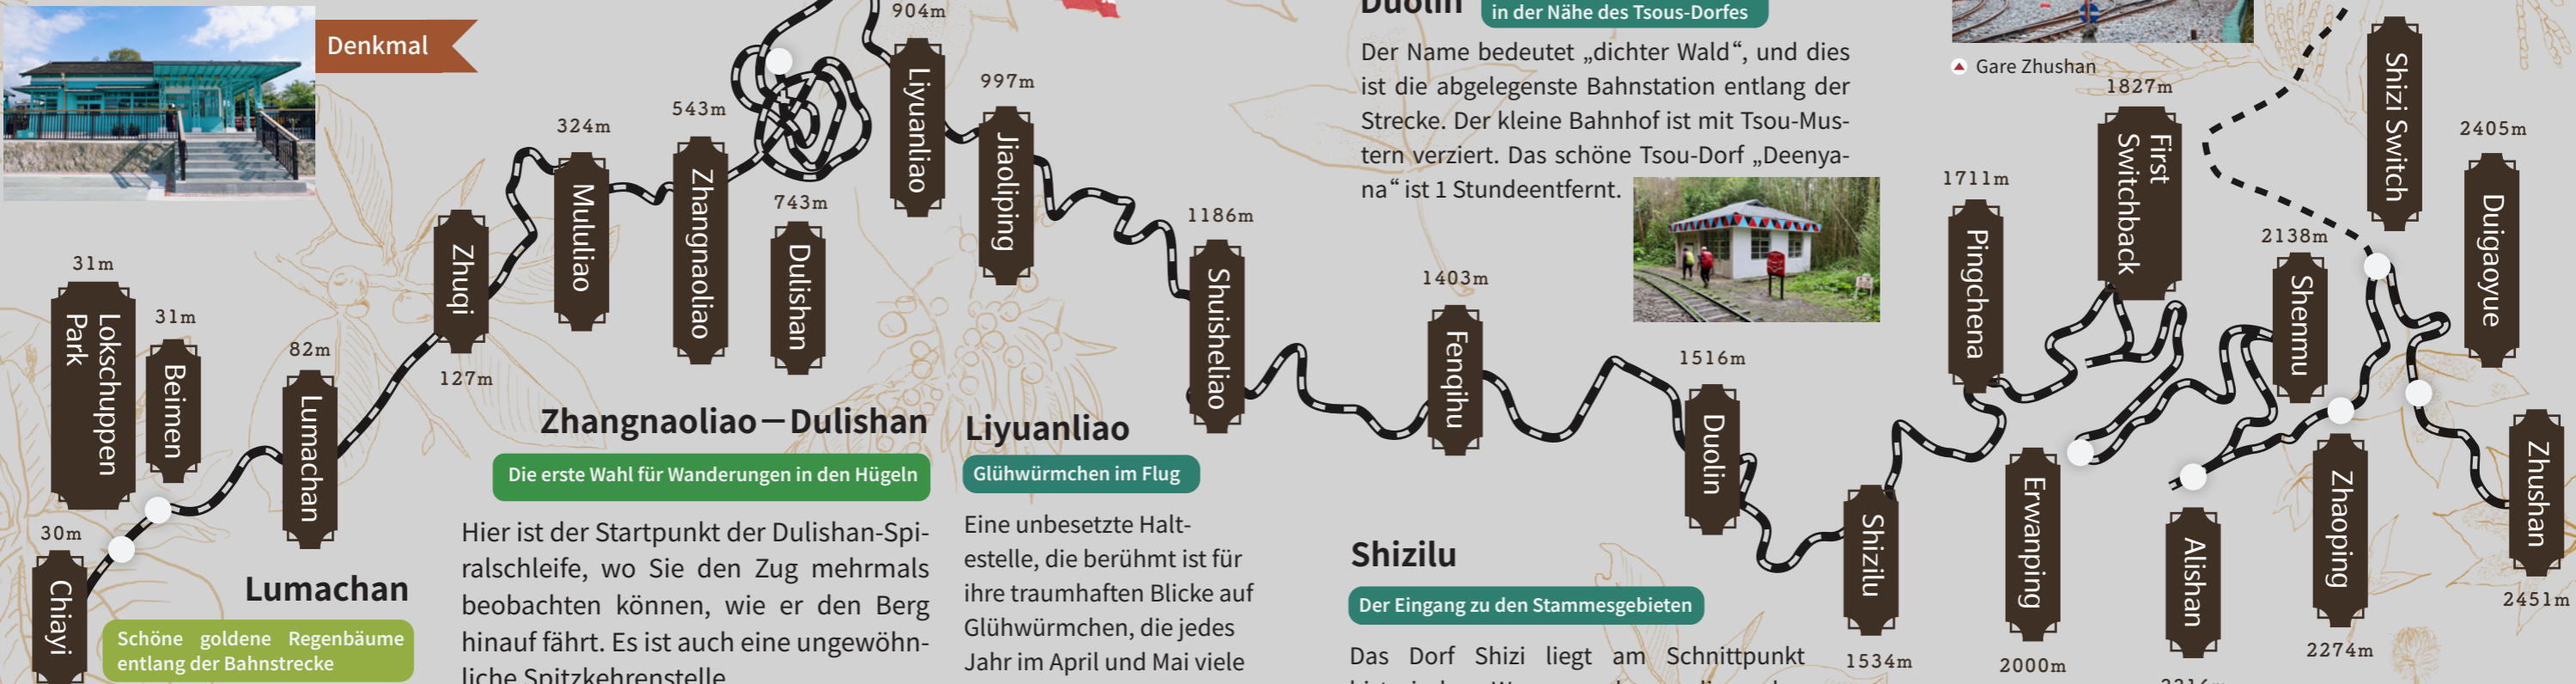 Denkmal
31m
Lokschuppen
Park
31m
Beimen
30m
Chiayi
82m
Lumachan
Lumachan
Schöne goldene Regenbäume
entlang der Bahnstrecke
Zhuqi
127m
324m
Mululiao
543m
Zhangnaoliao
743m
Dulishan
Zhangnaoliao—Dulishan
Die erste Wahl für Wanderungen in den Hügeln
Hier ist der Startpunkt der Dulishan-Spi-
ralschleife, wo Sie den Zug mehrmals
beobachten können, wie er den Berg
hinauf fährt. Es ist auch eine ungewöhn-
liche Spitzkehrenstelle
904m
Liyuanliao
997m
Jiaoliping
Liyuanliao
Glühwürmchen im Flug
Eine unbesetzte Halt-
estelle, die berühmt ist für
ihre traumhaften Blicke auf
Glühwürmchen, die jedes
Jahr im April und Mai viele
1186m
Shuisheliao
1403m
Fenqihu
Duolin
in der Nähe des Tsous-Dorfes
Der Name bedeutet „dichter Wald“, und dies
ist die abgelegenste Bahnstation entlang der
Strecke. Der kleine Bahnhof ist mit Tsou-Mus-
tern verziert. Das schöne Tsou-Dorf „Deenya-
na“ ist 1 Stundeentfernt.
1516m
Duolin
Shizilu
Der Eingang zu den Stammesgebieten
Das Dorf Shizi liegt am Schnittpunkt
Shizilu
1534m
Gare Zhushan
1711m
Pingchena
1827m
First
Switchback
Erwanping
2000m
2138m
Shenmu
Alishan
Zhaoping
2274m
Shizi Switch
2405m
Duigaoyue
Zhushan
2451m